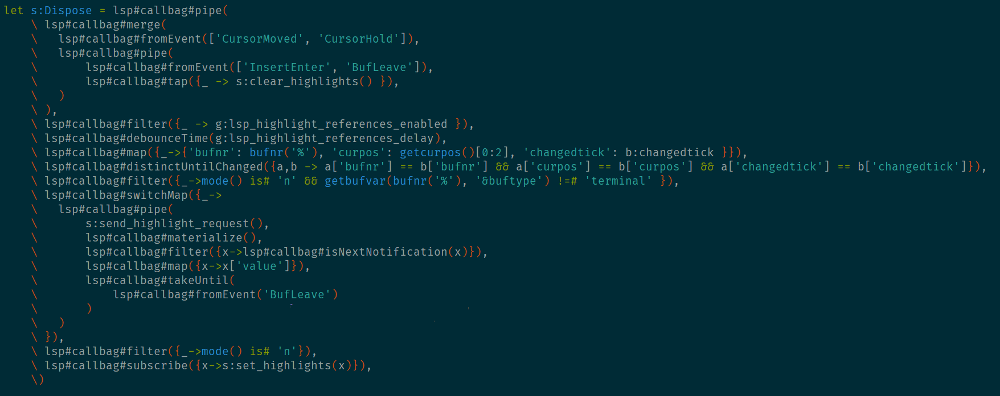 let s:Dispose = lsp#callbag#pipe(
    \ lsp#callbag#merge(
    \   lsp#callbag#fromEvent(['CursorMoved', 'CursorHold']),
    \   lsp#callbag#pipe(
    \       lsp#callbag#fromEvent(['InsertEnter', 'BufLeave']),
    \       lsp#callbag#tap({_ -> s:clear_highlights() }),
    \   )
    \ ),
    \ lsp#callbag#filter({_ -> g:lsp_highlight_references_enabled }),
    \ lsp#callbag#debounceTime(g:lsp_highlight_references_delay),
    \ lsp#callbag#map({_->{'bufnr': bufnr('%'), 'curpos': getcurpos()[0:2], 'changedtick': b:changedtick }}),
    \ lsp#callbag#distinctUntilChanged({a,b -> a['bufnr'] == b['bufnr'] && a['curpos'] == b['curpos'] && a['changedtick'] == b['changedtick']}),
    \ lsp#callbag#filter({_->mode() is# 'n' && getbufvar(bufnr('%'), '&buftype') !=# 'terminal' }),
    \ lsp#callbag#switchMap({_->
    \   lsp#callbag#pipe(
    \       s:send_highlight_request(),
    \       lsp#callbag#materialize(),
    \       lsp#callbag#filter({x->lsp#callbag#isNextNotification(x)}),
    \       lsp#callbag#map({x->x['value']}),
    \       lsp#callbag#takeUntil(
    \           lsp#callbag#fromEvent('BufLeave')
    \       )
    \   )
    \ }),
    \ lsp#callbag#filter({_->mode() is# 'n'}),
    \ lsp#callbag#subscribe({x->s:set_highlights(x)}),
    \)